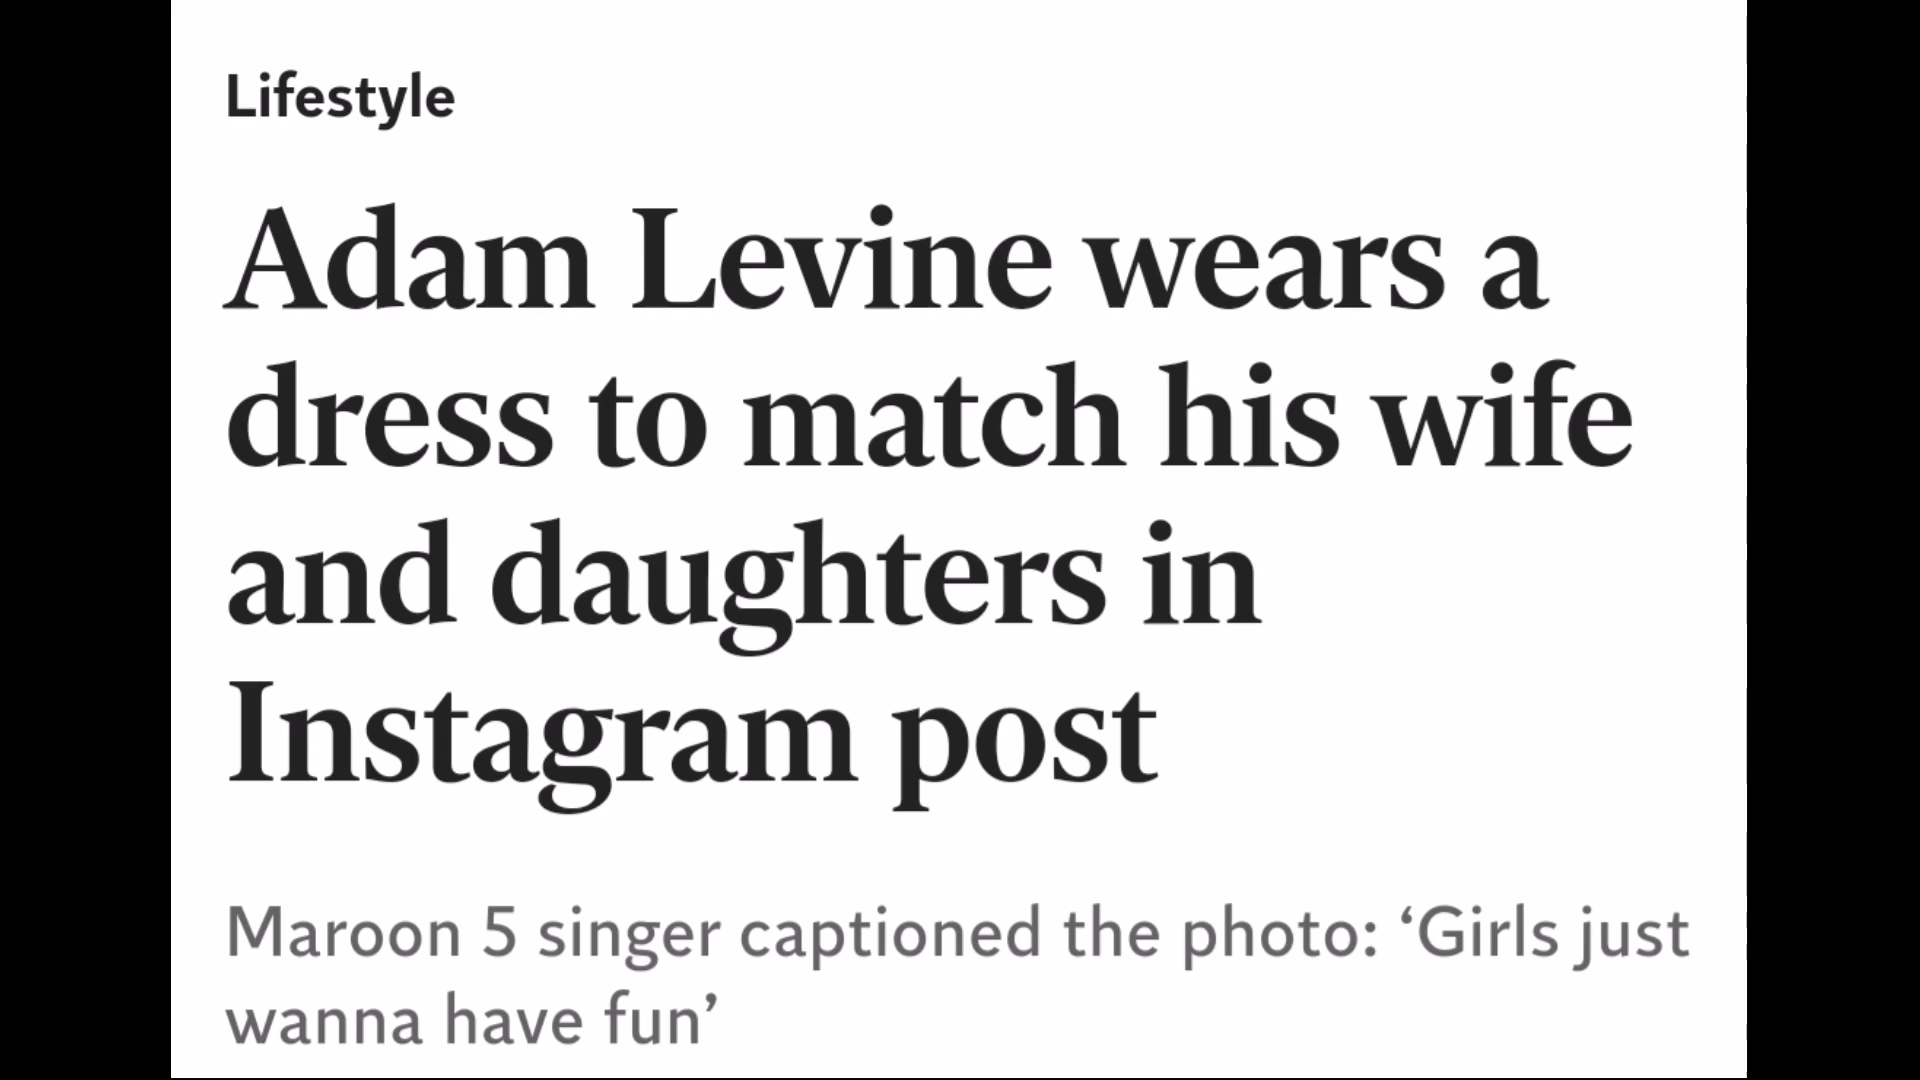 Lifestyle
Adam Levine wears a
dress to match his wife
and daughters in
Instagram post
Maroon 5 singer captioned the photo: ‘Girls just
wanna have fun’